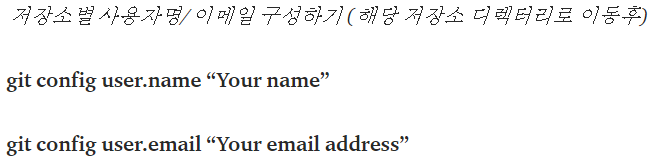 저장소별 사용자명/ 이메일 구성하기 ( 해당 저장소 디렉터리로 이동후)
git config user.name “Your name”
git config user.email “Your email address”